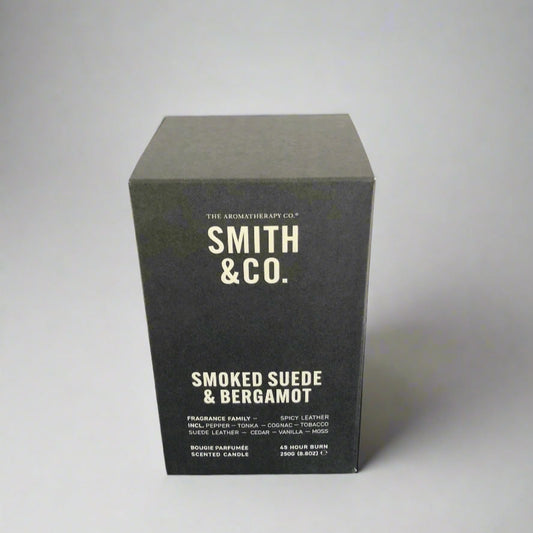 THE AROMATHERAPY CO.®
SMITH
&CO.
SMOKED SUEDE
& BERGAMOT
FRAGRANCE FAMILY — SPICY LEATHER
INCL. PEPPER — TONKA — COGNAC — TOBACCO
SUEDE LEATHER — CEDAR — VANILLA — MOSS
BOUGIE PARFUMÉE 45 HOUR BURN
SCENTED CANDLE 250G (8.8OZ) ℮